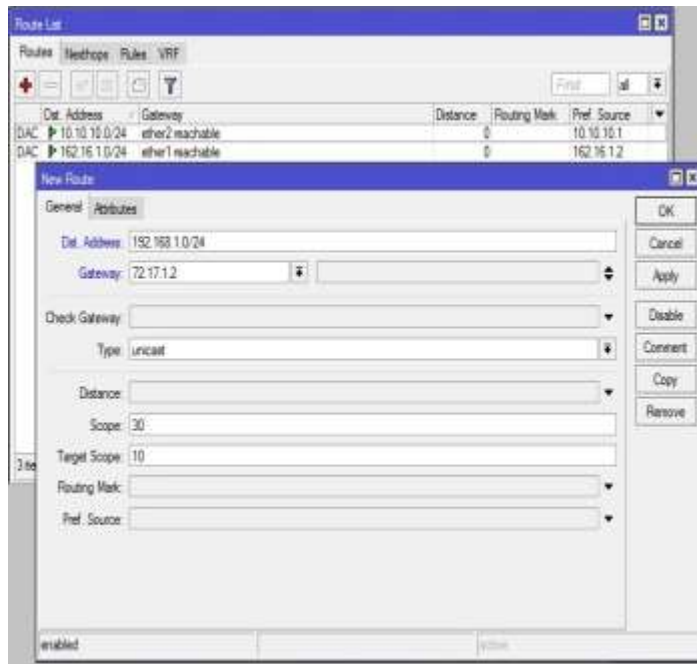 Route List
Routes Nexthops Rules VRF
Find all
Dst. Address Gateway Distance Routing Mark Pref. Source
DAC 10.10.10.0/24 ether2 reachable 0 10.10.10.1
DAC 162.16.1.0/24 ether1 reachable 0 162.16.1.2
New Route
General Attributes
OK
Dst. Address: 192.168.1.0/24
Cancel
Gateway: 72.17.1.2
Apply
Check Gateway:
Disable
Type: unicast
Comment
Copy
Distance:
Remove
Scope: 30
Target Scope: 10
3 ite
Routing Mark:
Pref. Source:
enabled
active